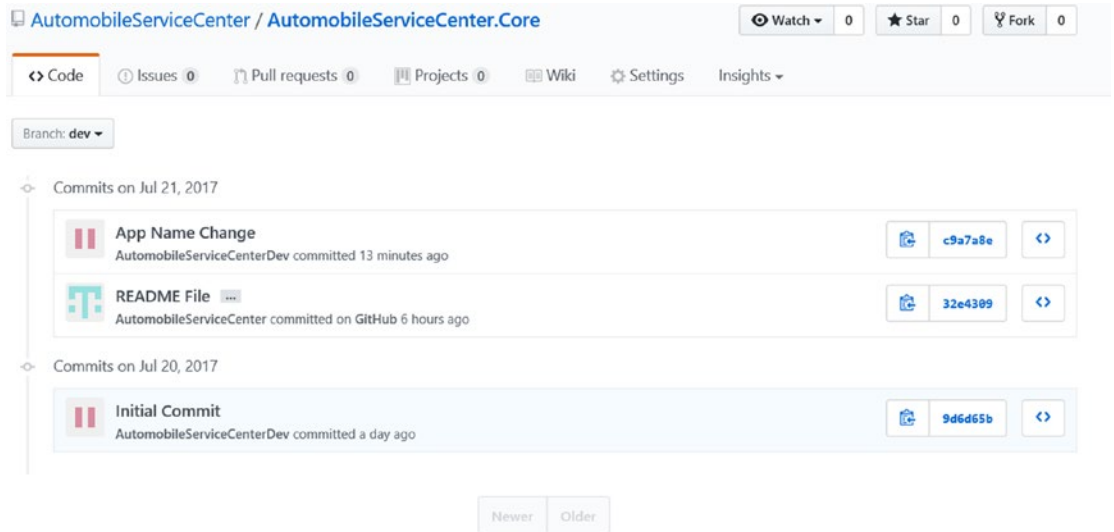 AutomobileServiceCenter / AutomobileServiceCenter.Core
Watch 0 Star 0 Fork 0
<> Code Issues 0 Pull requests 0 Projects 0 Wiki Settings Insights
Branch: dev
Commits on Jul 21, 2017
App Name Change
AutomobileServiceCenterDev committed 13 minutes ago
c9a7a8e <>
README File ...
AutomobileServiceCenter committed on GitHub 6 hours ago
32e4309 <>
Commits on Jul 20, 2017
Initial Commit
AutomobileServiceCenterDev committed a day ago
9d6d65b <>
Newer Older